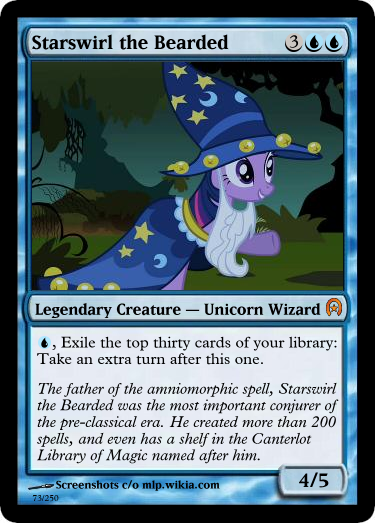 Starswirl the Bearded 3
Legendary Creature — Unicorn Wizard
, Exile the top thirty cards of your library:
Take an extra turn after this one.
The father of the amniomorphic spell, Starswirl
the Bearded was the most important conjurer of
the pre-classical era. He created more than 200
spells, and even has a shelf in the Canterlot
Library of Magic named after him.
4/5
Screenshots c/o mlp.wikia.com
73/250